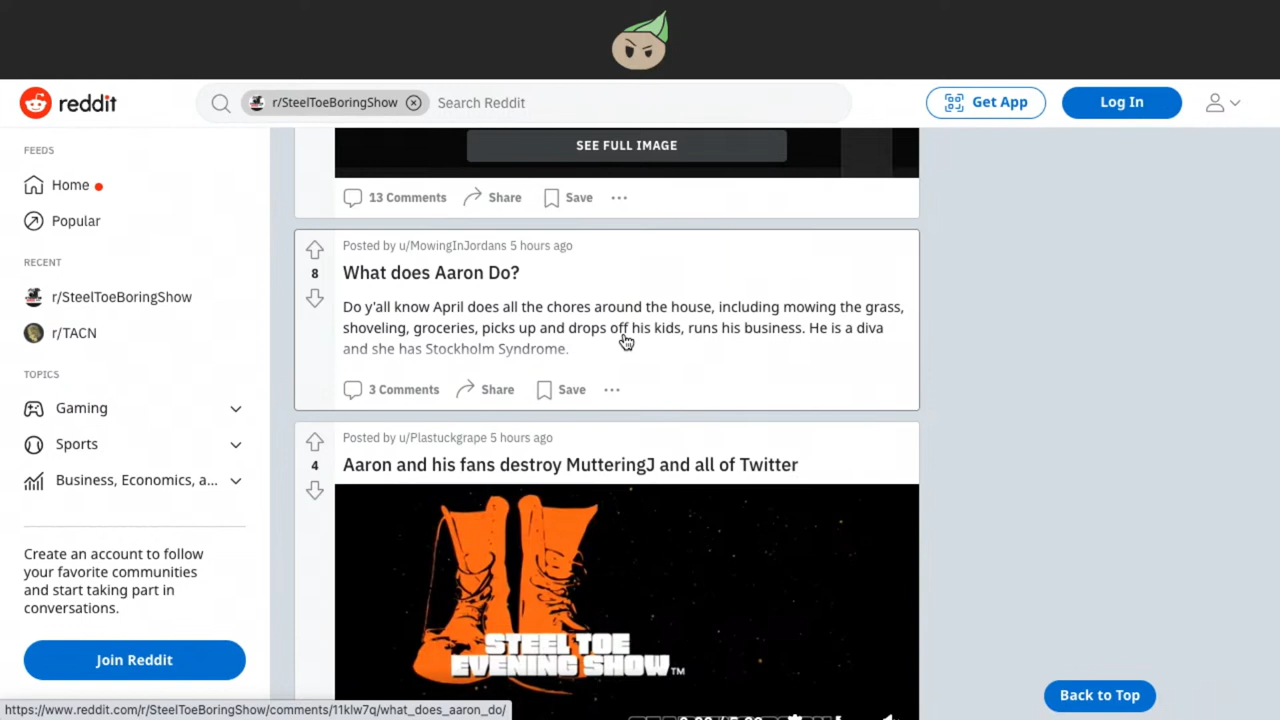 reddit
r/SteelToeBoringShow
Search Reddit
Get App
Log In
FEEDS
Home
Popular
RECENT
r/SteelToeBoringShow
r/TACN
TOPICS
Gaming
Sports
Business, Economics, a...
Create an account to follow
your favorite communities
and start taking part in
conversations.
Join Reddit
SEE FULL IMAGE
13 Comments
Share
Save
Posted by u/MowingInJordans 5 hours ago
8
What does Aaron Do?
Do y'all know April does all the chores around the house, including mowing the grass,
shoveling, groceries, picks up and drops off his kids, runs his business. He is a diva
and she has Stockholm Syndrome.
3 Comments
Share
Save
Posted by u/Plastuckgrape 5 hours ago
4
Aaron and his fans destroy MutteringJ and all of Twitter
STEEL TOE
EVENING SHOW™
Back to Top
https://www.reddit.com/r/SteelToeBoringShow/comments/11klw7q/what_does_aaron_do/